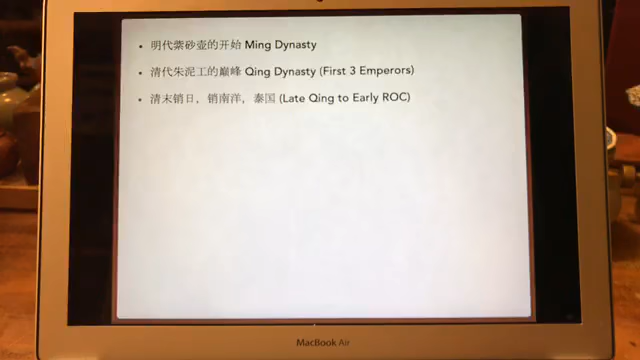 • 明代紫砂壶的开始 Ming Dynasty
• 清代朱泥工的巅峰 Qing Dynasty (First 3 Emperors)
• 清末销日，销南洋，泰国 (Late Qing to Early ROC)
MacBook Air